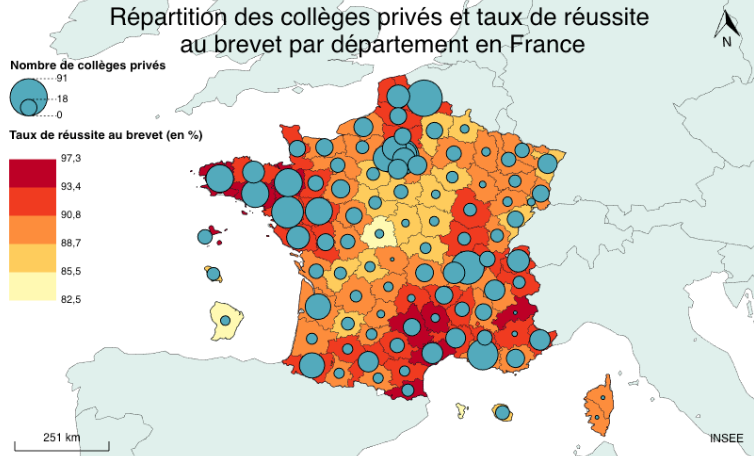 Répartition des collèges privés et taux de réussite
au brevet par département en France
N
Nombre de collèges privés
91
18
0
Taux de réussite au brevet (en %)
97,3
93,4
90,8
88,7
85,5
82,5
251 km
INSEE